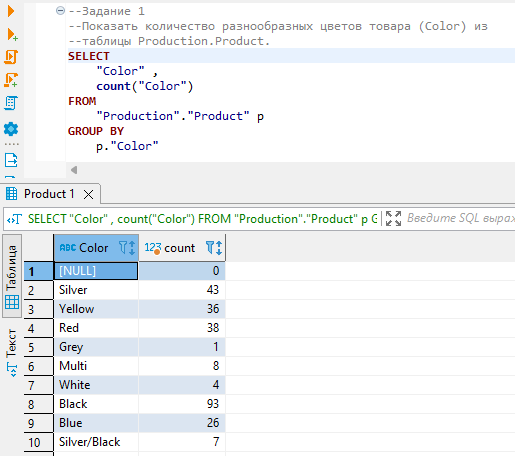 --Задание 1
--Показать количество разнообразных цветов товара (Color) из
--таблицы Production.Product.
SELECT
"Color" ,
count("Color")
FROM
"Production"."Product" p
GROUP BY
p."Color"
Product 1
SELECT "Color" , count("Color") FROM "Production"."Product" p G
Введите SQL выраж
Таблица
Текст
ABC Color 123 count
1 [NULL] 0
2 Silver 43
3 Yellow 36
4 Red 38
5 Grey 1
6 Multi 8
7 White 4
8 Black 93
9 Blue 26
10 Silver/Black 7